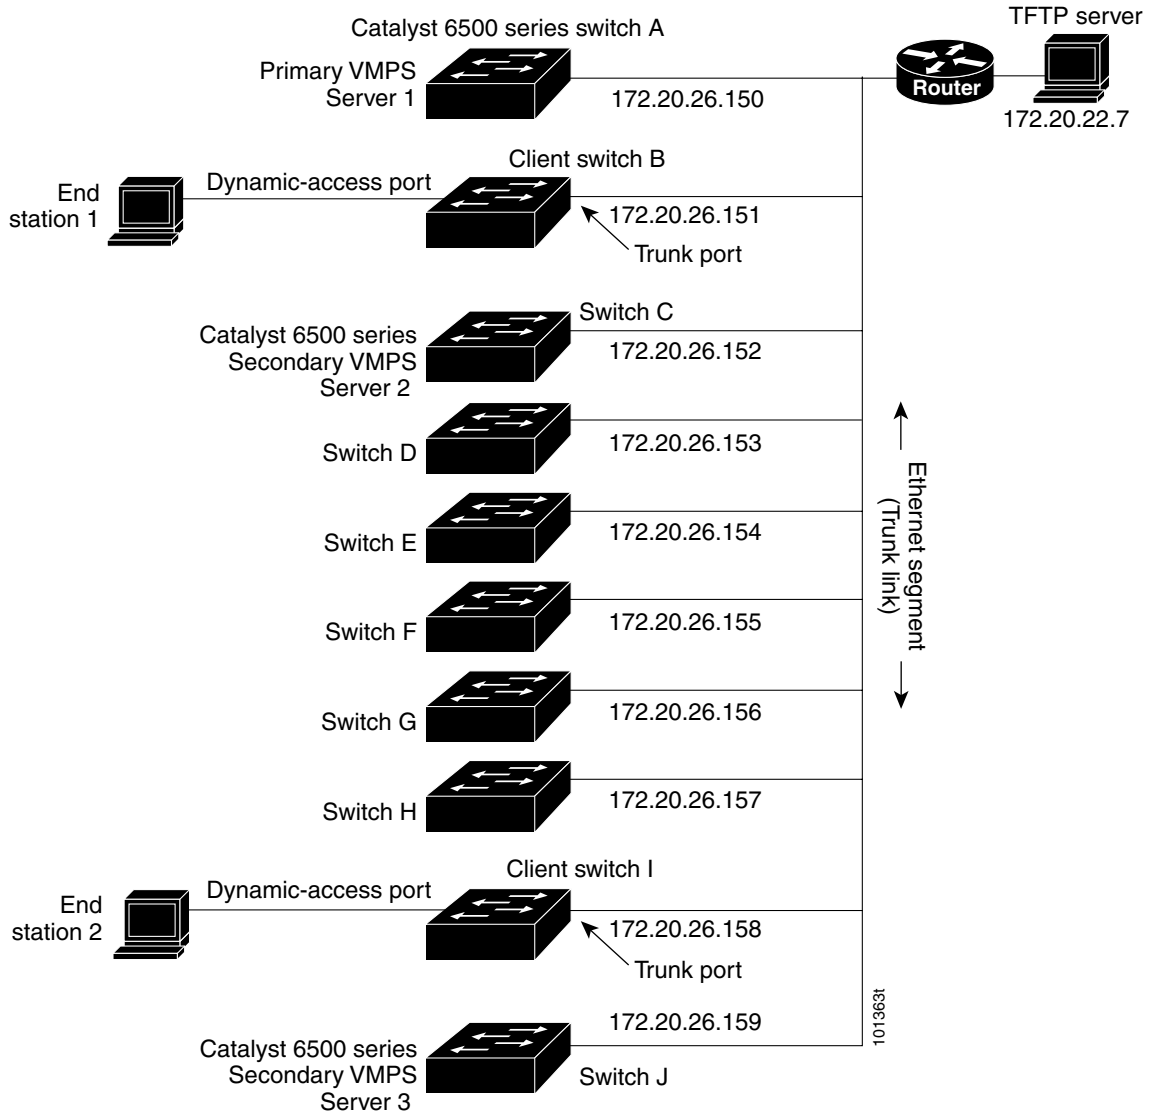 TFTP server
Catalyst 6500 series switch A
Primary VMPS
Server 1
172.20.26.150
Router
172.20.22.7
Client switch B
Dynamic-access port
End
station 1
172.20.26.151
Trunk port
Switch C
Catalyst 6500 series
Secondary VMPS
Server 2
172.20.26.152
Switch D
172.20.26.153
Ethernet segment
(Trunk link)
Switch E
172.20.26.154
Switch F
172.20.26.155
Switch G
172.20.26.156
Switch H
172.20.26.157
Client switch I
Dynamic-access port
End
station 2
172.20.26.158
Trunk port
101363t
172.20.26.159
Catalyst 6500 series
Secondary VMPS
Server 3
Switch J